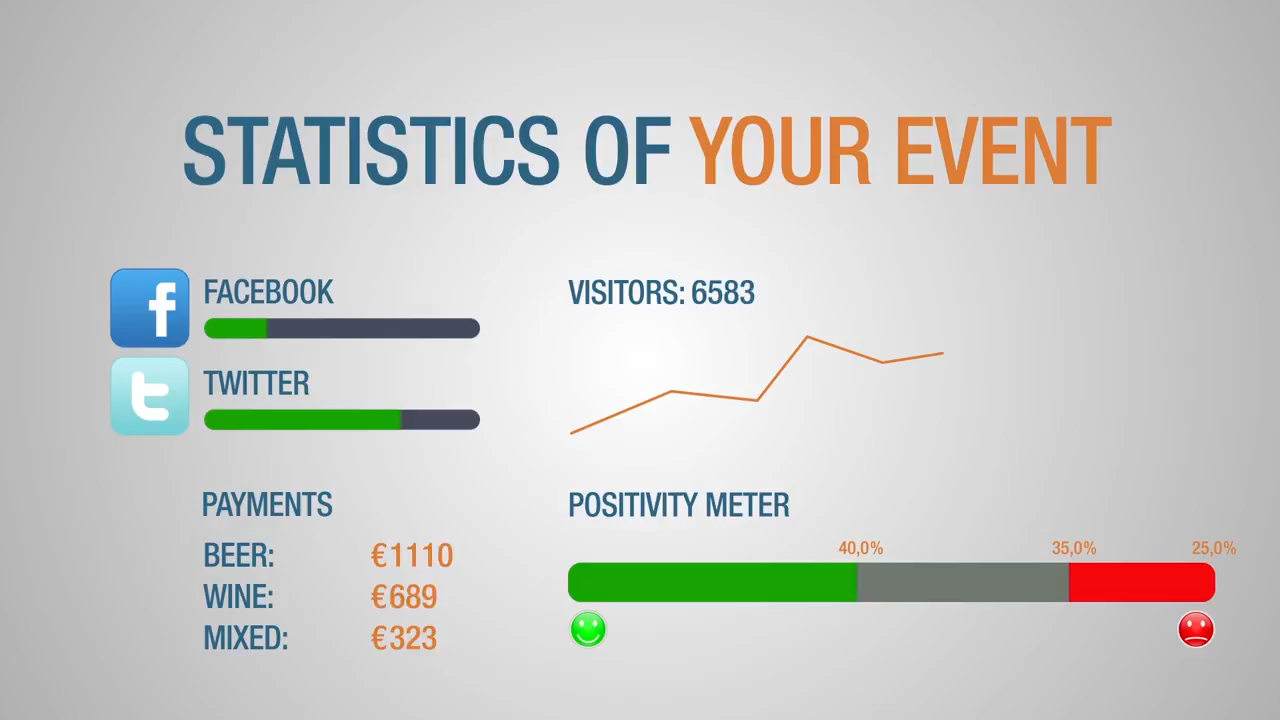 STATISTICS OF YOUR EVENT
f
FACEBOOK
t
TWITTER
VISITORS: 6583
PAYMENTS
BEER: €1110
WINE: €689
MIXED: €323
POSITIVITY METER
40,0% 35,0% 25,0%